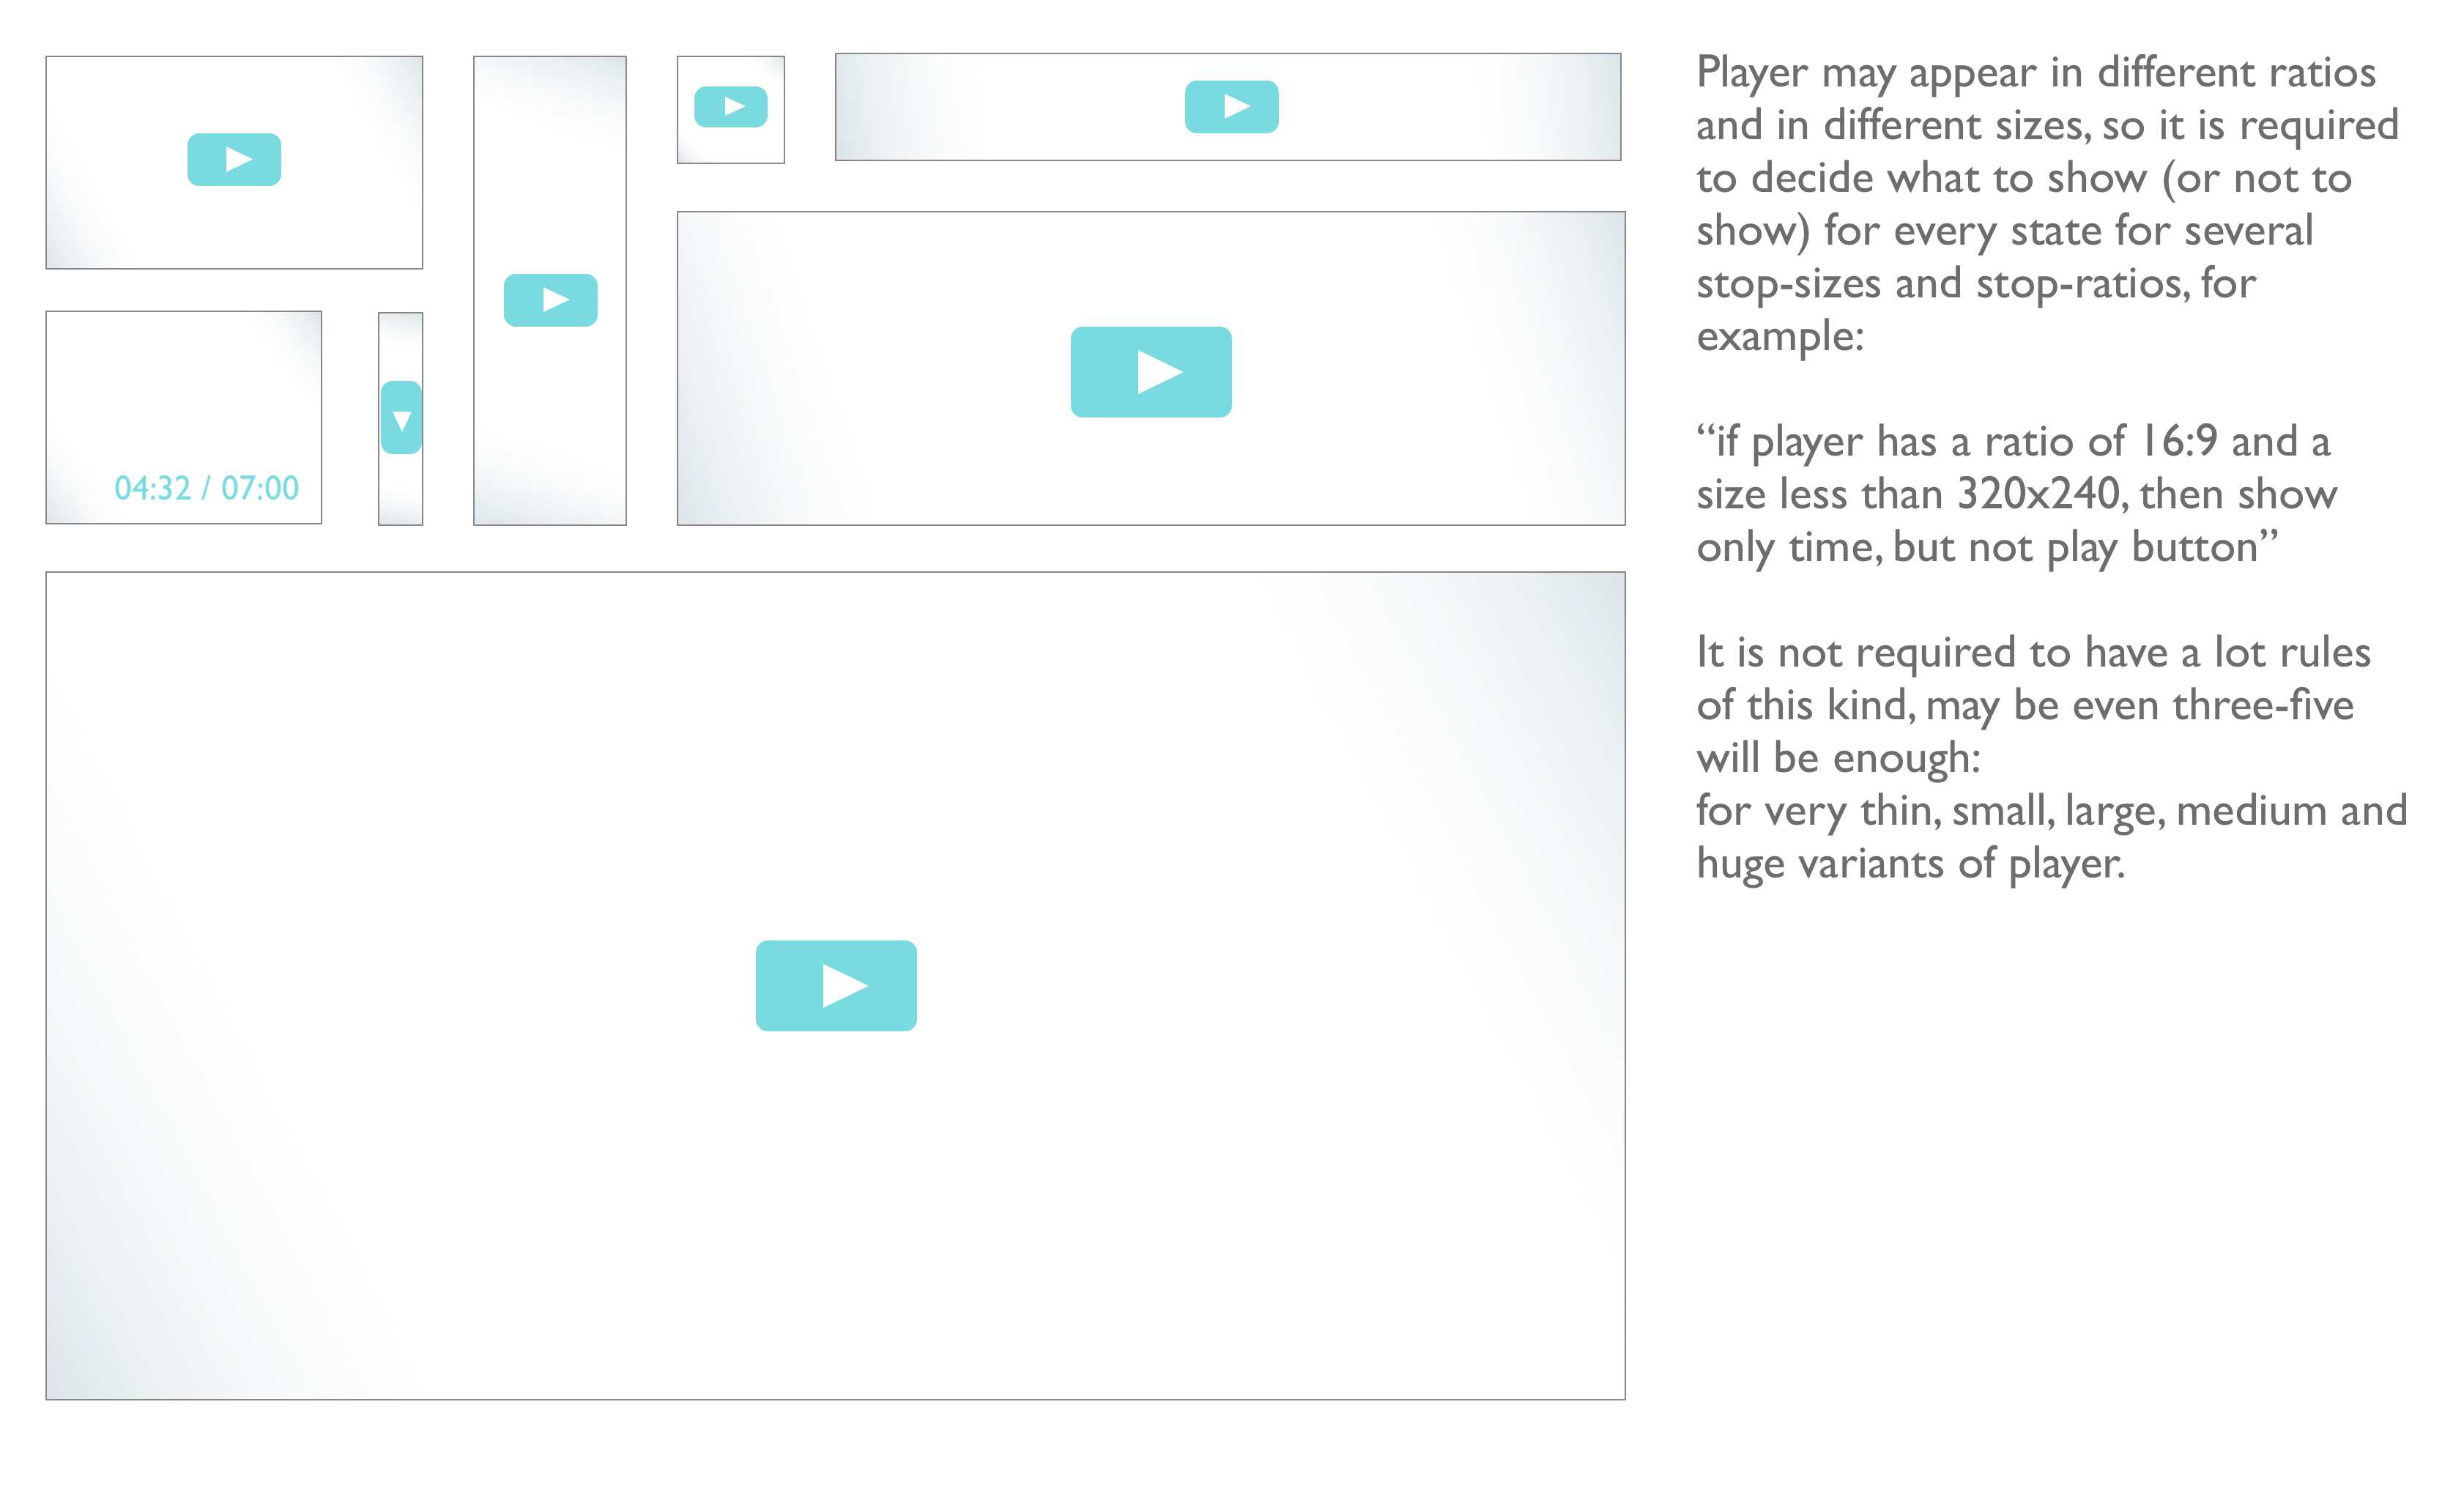 Player may appear in different ratios
and in different sizes, so it is required
to decide what to show (or not to
show) for every state for several
stop-sizes and stop-ratios, for
example:
“if player has a ratio of 16:9 and a
size less than 320x240, then show
only time, but not play button”
It is not required to have a lot rules
of this kind, may be even three-five
will be enough:
for very thin, small, large, medium and
huge variants of player.
04:32 / 07:00